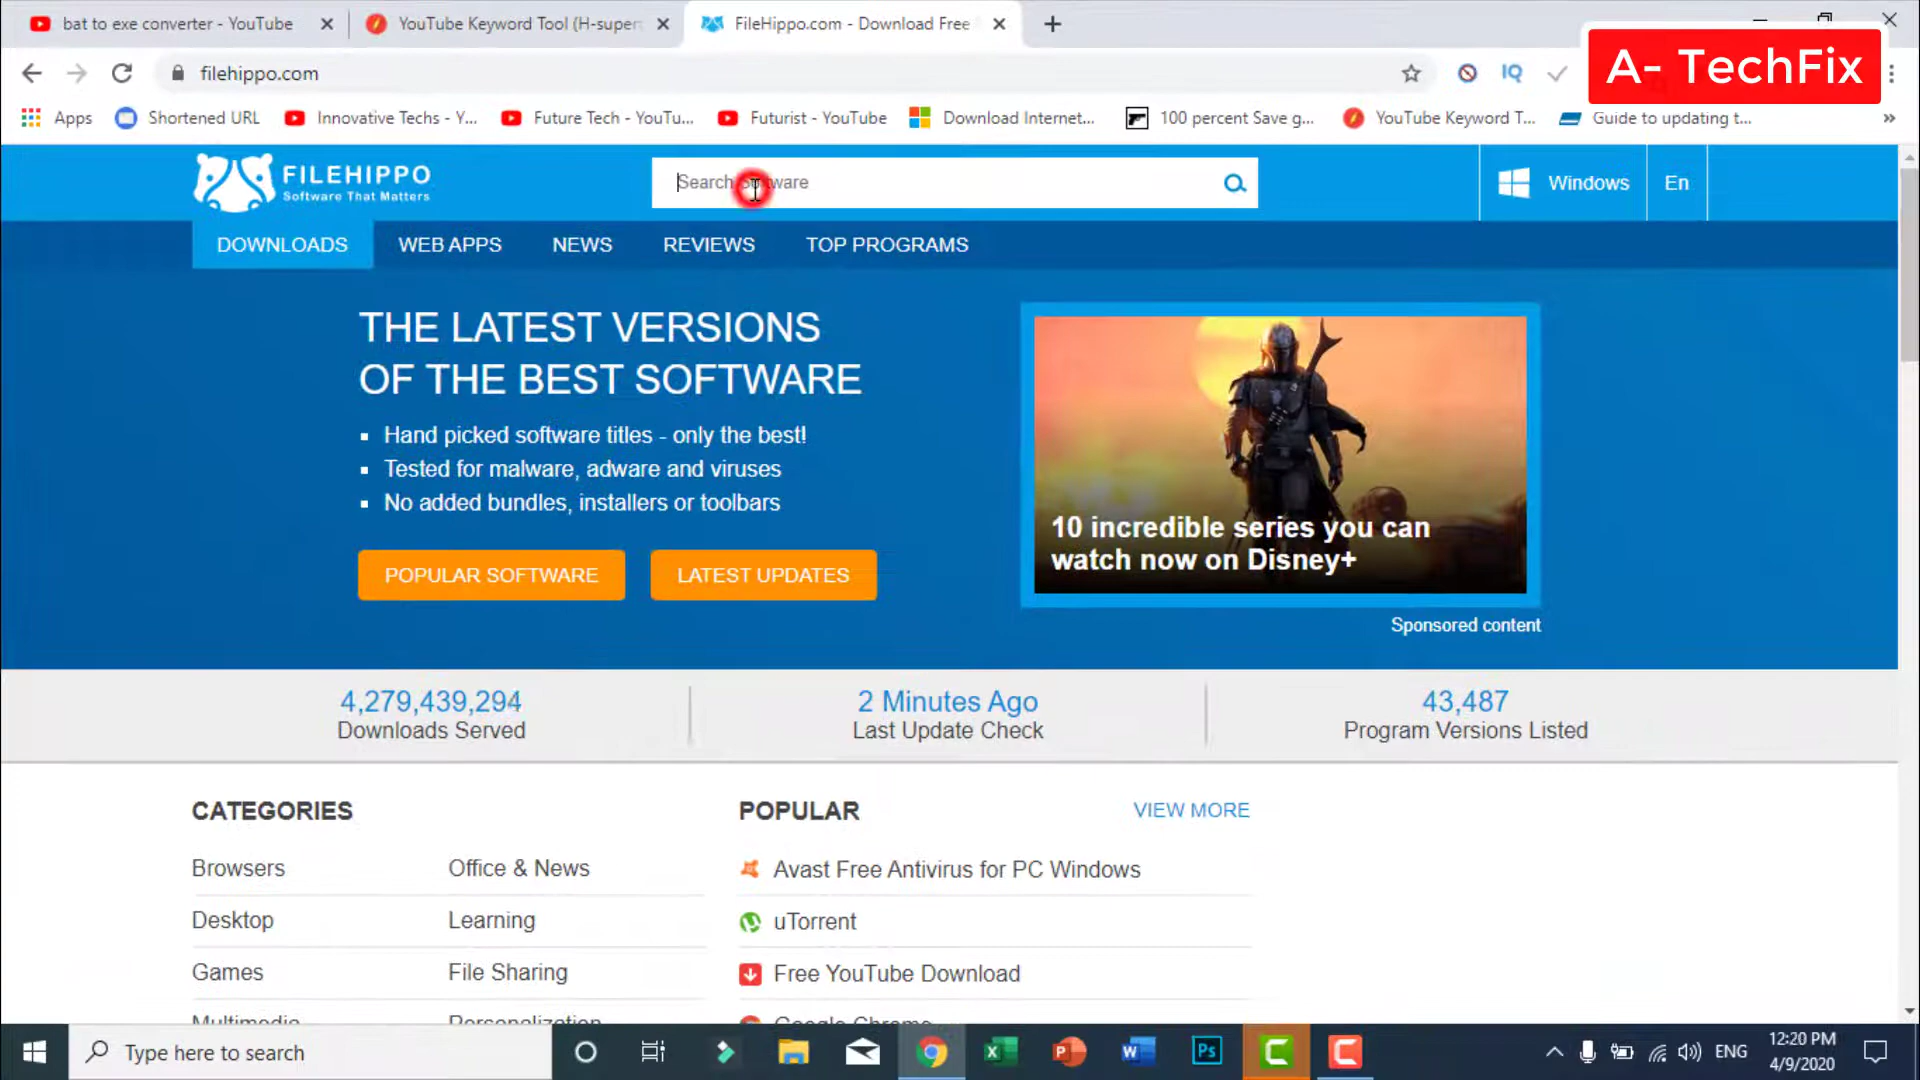 bat to exe converter - YouTube
YouTube Keyword Tool (H-super
FileHippo.com - Download Free
filehippo.com
IQ
A- TechFix
Apps
Shortened URL
Innovative Techs - Y...
Future Tech - YouTu...
Futurist - YouTube
Download Internet...
100 percent Save g...
YouTube Keyword T...
Guide to updating t...
FILEHIPPO
Software That Matters
Search Software
Windows
En
DOWNLOADS
WEB APPS
NEWS
REVIEWS
TOP PROGRAMS
THE LATEST VERSIONS
OF THE BEST SOFTWARE
Hand picked software titles - only the best!
Tested for malware, adware and viruses
No added bundles, installers or toolbars
POPULAR SOFTWARE
LATEST UPDATES
10 incredible series you can
watch now on Disney+
Sponsored content
4,279,439,294
Downloads Served
2 Minutes Ago
Last Update Check
43,487
Program Versions Listed
CATEGORIES
POPULAR
VIEW MORE
Browsers
Office & News
Avast Free Antivirus for PC Windows
Desktop
Learning
uTorrent
Games
File Sharing
Free YouTube Download
Multimedia
Personalization
Google Chrome
Type here to search
Ps
ENG
12:20 PM
4/9/2020